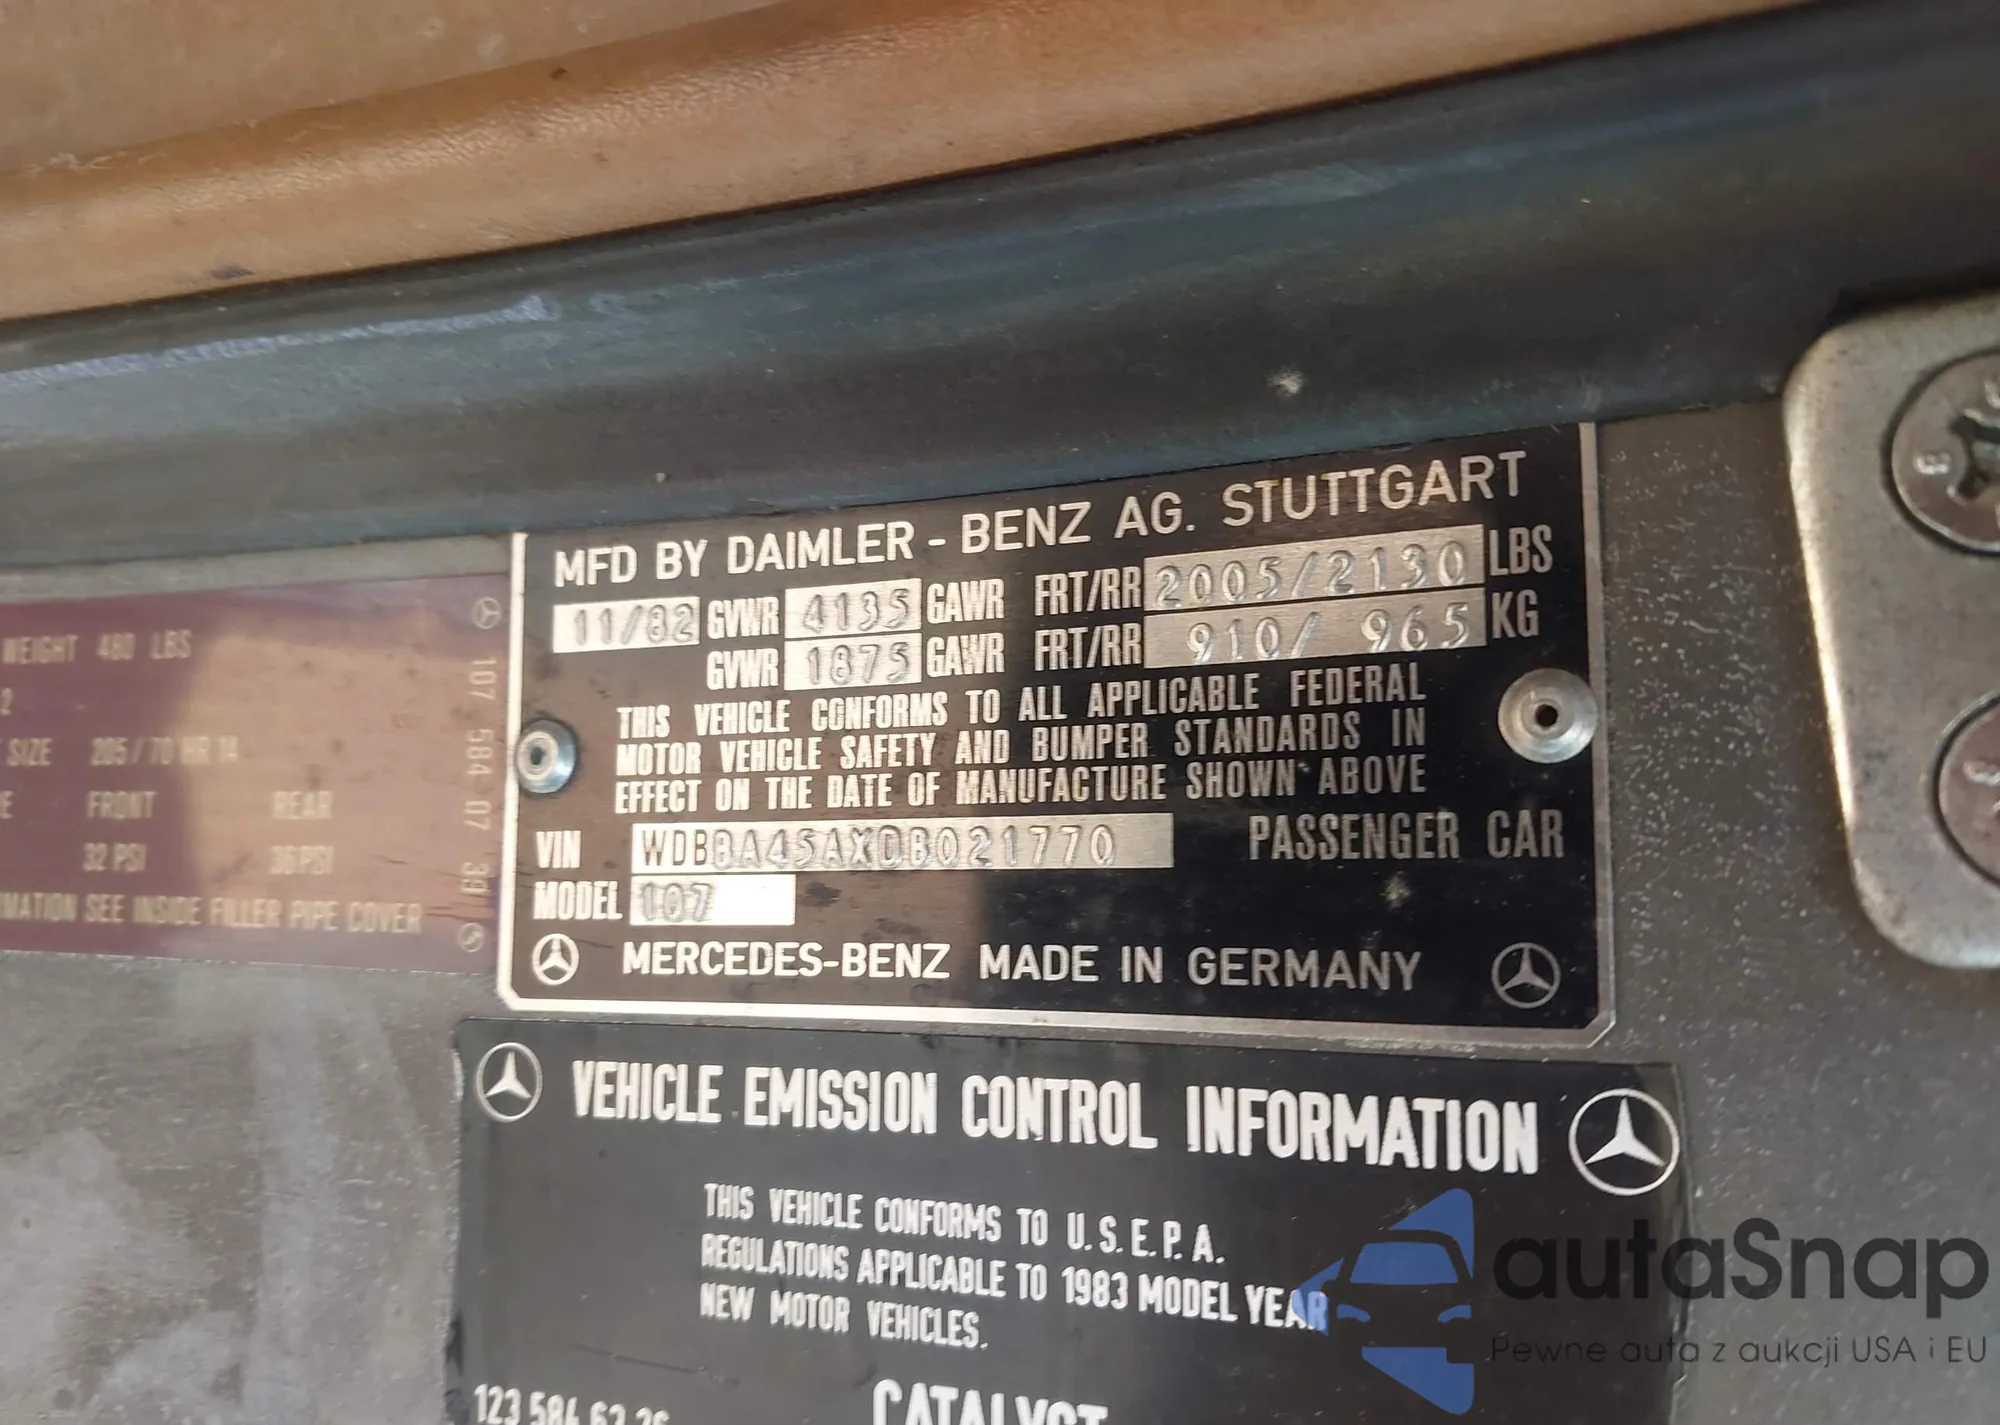 MFD BY DAIMLER-BENZ AG. STUTTGART
11/82 GVWR 4135 GAWR FRT/RR 2005/2130 LBS
GVWR 1875 GAWR FRT/RR 910/ 965 KG
THIS VEHICLE CONFORMS TO ALL APPLICABLE FEDERAL
MOTOR VEHICLE SAFETY AND BUMPER STANDARDS IN
EFFECT ON THE DATE OF MANUFACTURE SHOWN ABOVE
VIN WDBBA45AXDB021770 PASSENGER CAR
MODEL 107
MERCEDES-BENZ MADE IN GERMANY
WEIGHT 480 LBS
2
SIZE 205/70 HR 14
FRONT REAR
32 PSI 36 PSI
SEE INSIDE FILLER PIPE COVER
107 584 07 39
VEHICLE EMISSION CONTROL INFORMATION
THIS VEHICLE CONFORMS TO U.S.E.P.A.
REGULATIONS APPLICABLE TO 1983 MODEL YEAR
NEW MOTOR VEHICLES.
CATALYST
autaSnap
Pewne auta z aukcji USA i EU